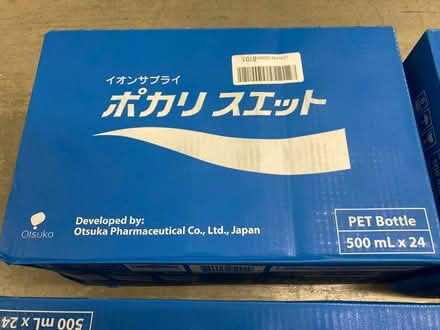 イオンサプライ
ポカリスエット
Otsuka
Developed by:
Otsuka Pharmaceutical Co., Ltd., Japan
PET Bottle
500 mL x 24
500 mL x 24